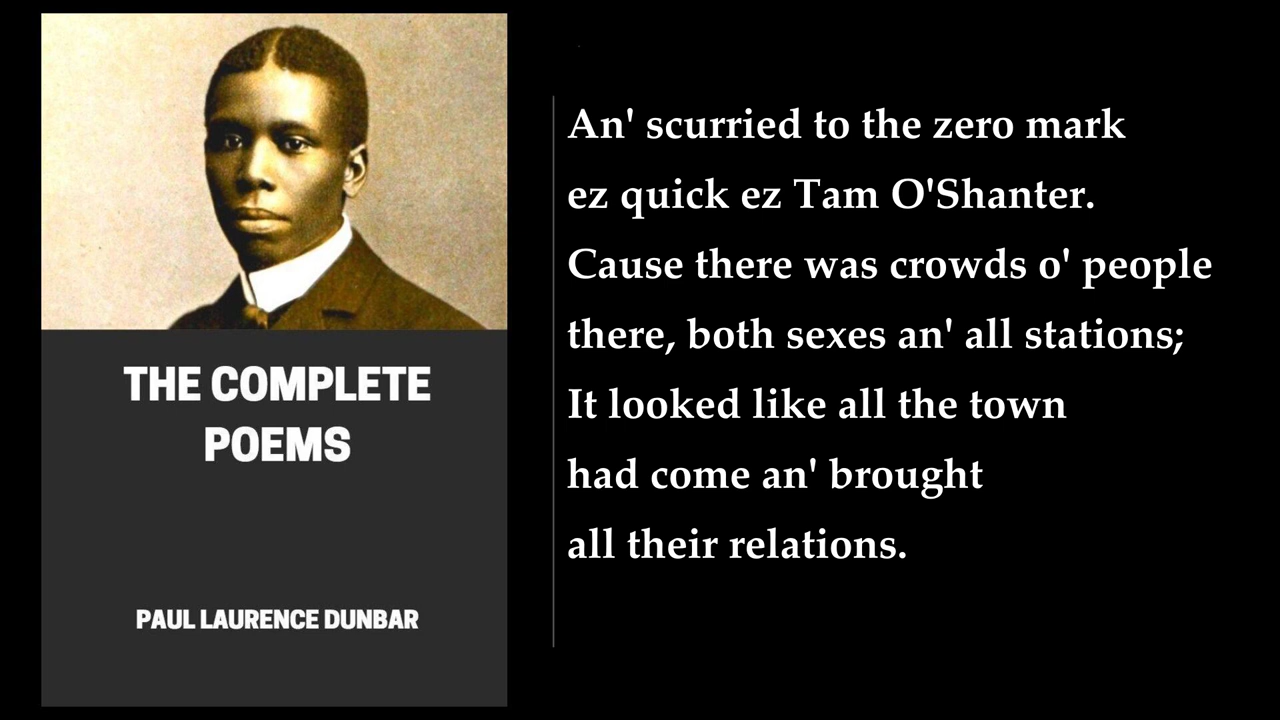 THE COMPLETE
POEMS
PAUL LAURENCE DUNBAR
An' scurried to the zero mark
ez quick ez Tam O'Shanter.
Cause there was crowds o' people
there, both sexes an' all stations;
It looked like all the town
had come an' brought
all their relations.